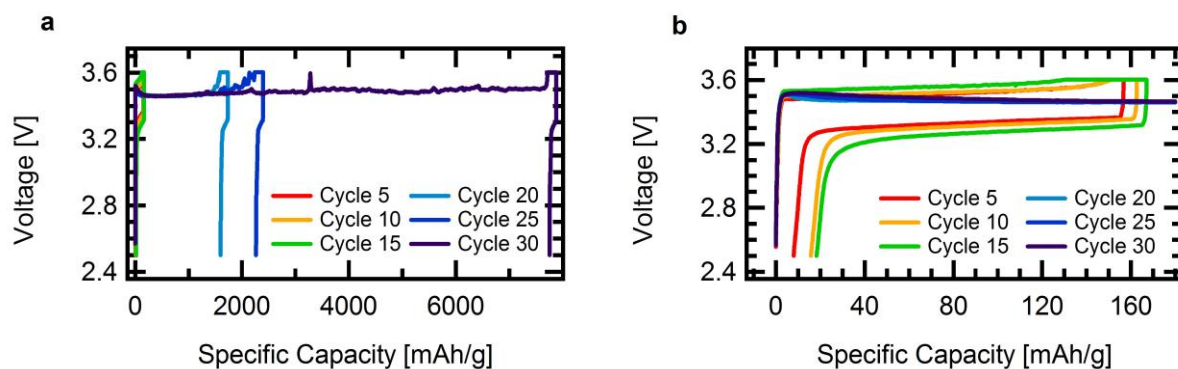 a
3.6
3.2
2.8
2.4
Voltage [V]
Cycle 5
Cycle 10
Cycle 15
Cycle 20
Cycle 25
Cycle 30
0
2000
4000
6000
Specific Capacity [mAh/g]
b
3.6
3.2
2.8
2.4
Voltage [V]
Cycle 5
Cycle 10
Cycle 15
Cycle 20
Cycle 25
Cycle 30
0
40
80
120
160
Specific Capacity [mAh/g]